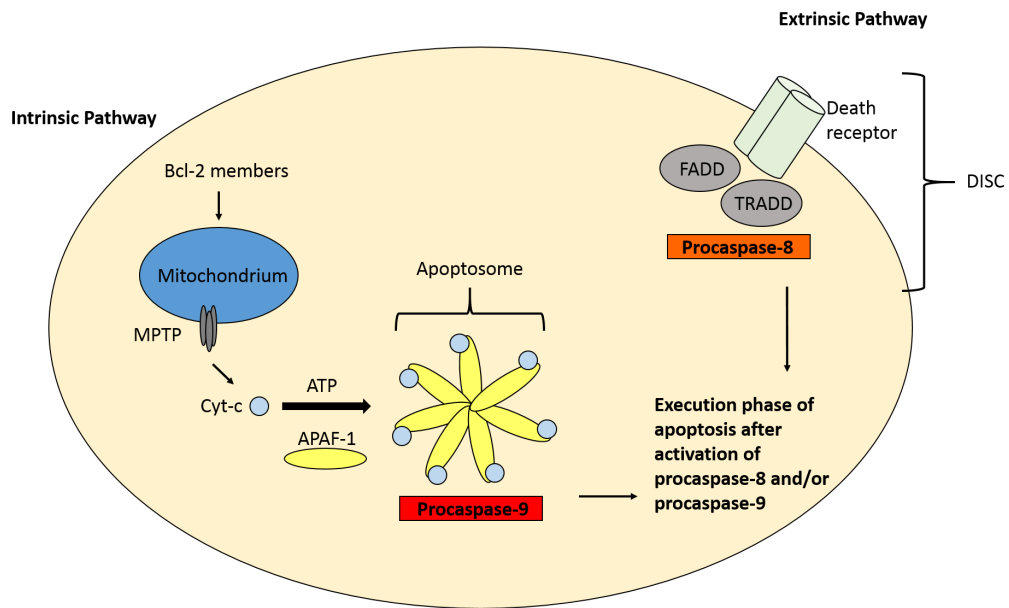 Extrinsic Pathway
Intrinsic Pathway
Death
receptor
Bcl-2 members
FADD
DISC
TRADD
Procaspase-8
Mitochondrium
Apoptosome
MPTP
ATP
Cyt-c
APAF-1
Execution phase of
apoptosis after
activation of
procaspase-8 and/or
procaspase-9
Procaspase-9